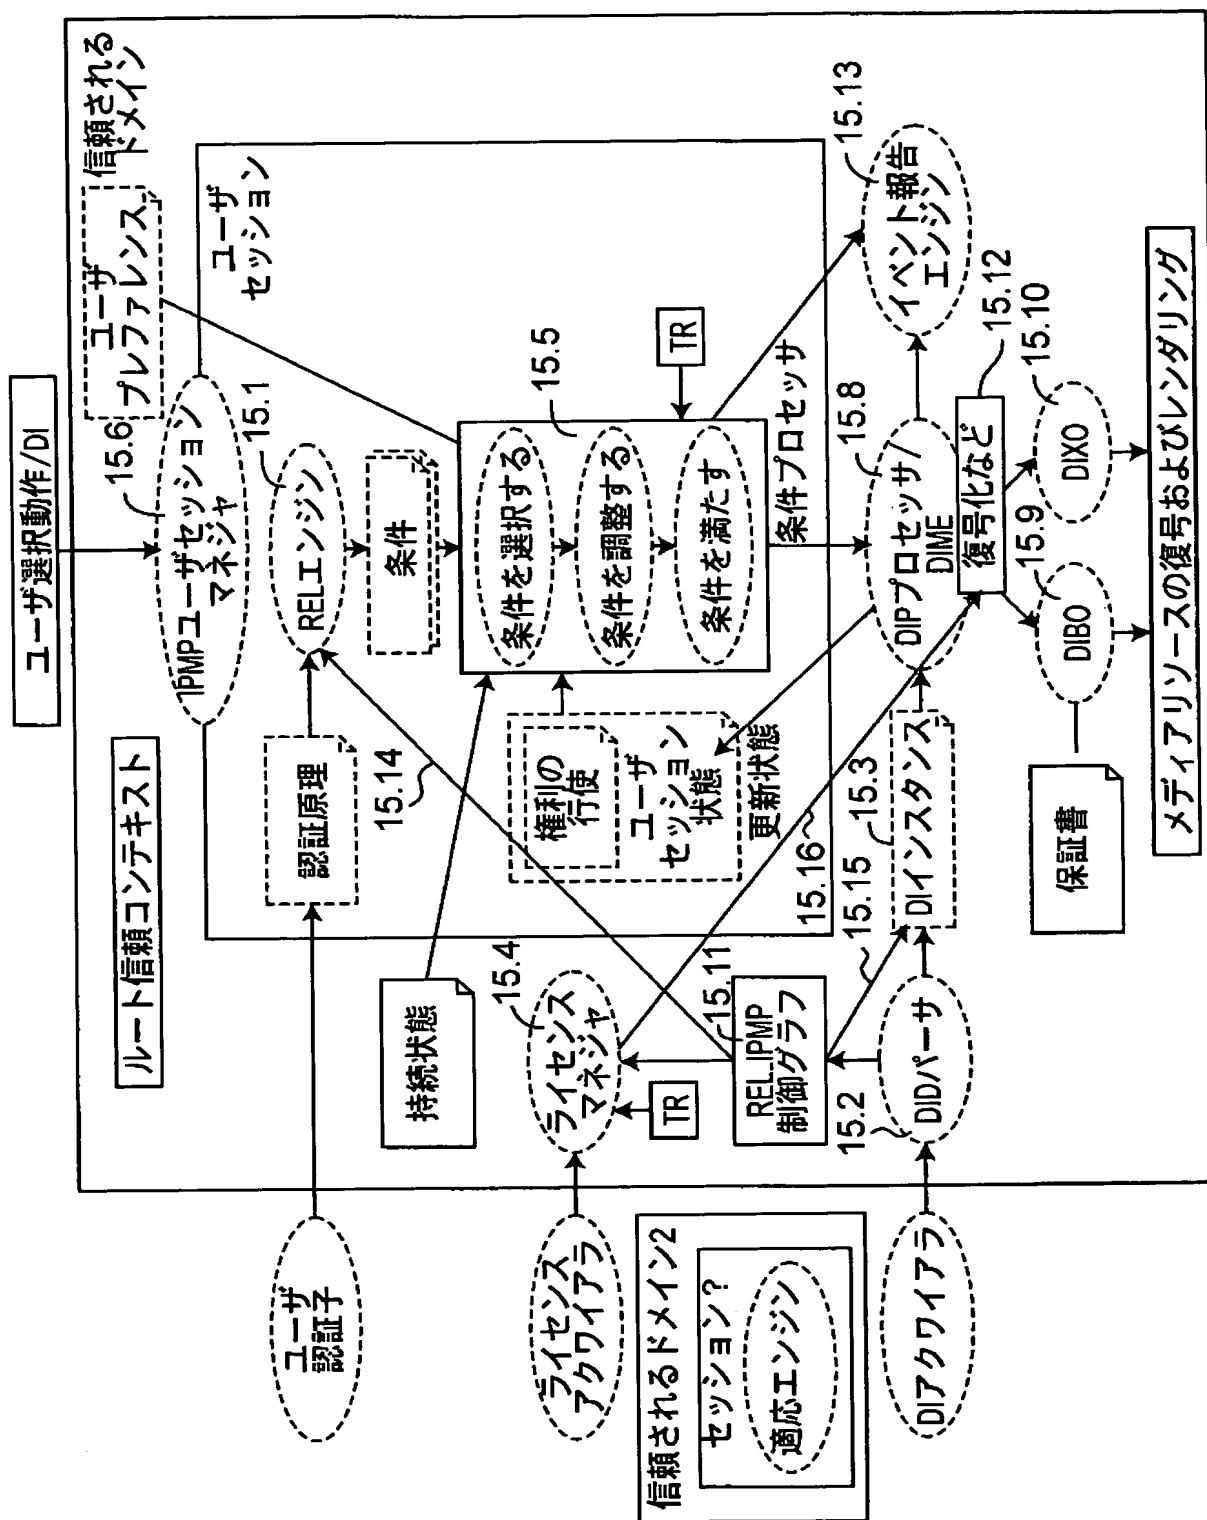 ユーザ選択動作/DI
ルート信頼コンテキスト
信頼される
ドメイン
ユーザ
プレファレンス
15.6
IPMPユーザセッション
マネジャ
ユーザ
セッション
ユーザ
認証子
認証原理
RELエンジン
15.1
15.14
条件
持続状態
条件を選択する
条件を調整する
条件を満たす
15.5
TR
条件プロセッサ
権利の
行使
ユーザ
セッション
状態
更新状態
ライセンス
アクワイアラ
ライセンス
マネジャ
15.4
TR
15.11
REL.IPMP
制御グラフ
15.16
15.15
信頼されるドメイン2
セッション？
適応エンジン
DIアクワイアラ
15.2
DIDパーサ
DIインスタンス
15.3
DIPプロセッサ/
DIME
15.8
イベント報告
エンジン
15.13
復号化など
15.12
保証書
DIBO
15.9
DIXO
15.10
メディアリソースの復号およびレンダリング